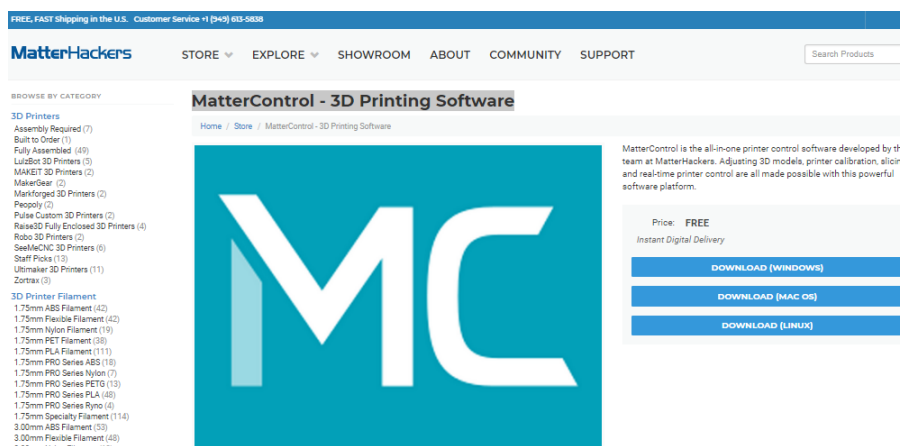 FREE, FAST Shipping in the U.S. Customer Service +1 (949) 613-5838
MatterHackers
STORE EXPLORE SHOWROOM ABOUT COMMUNITY SUPPORT
Search Products
BROWSE BY CATEGORY
3D Printers
Assembly Required (7)
Built to Order (1)
Fully Assembled (49)
LulzBot 3D Printers (5)
MAKEiT 3D Printers (2)
MakerGear (2)
Markforged 3D Printers (2)
Peopoly (2)
Pulse Custom 3D Printers (2)
Raise3D Fully Enclosed 3D Printers (4)
Robo 3D Printers (2)
SeeMeCNC 3D Printers (6)
Staff Picks (13)
Ultimaker 3D Printers (11)
Zortrax (3)
3D Printer Filament
1.75mm ABS Filament (42)
1.75mm Flexible Filament (42)
1.75mm Nylon Filament (19)
1.75mm PET Filament (38)
1.75mm PLA Filament (111)
1.75mm PRO Series ABS (18)
1.75mm PRO Series Nylon (7)
1.75mm PRO Series PETG (13)
1.75mm PRO Series PLA (48)
1.75mm PRO Series Ryno (4)
1.75mm Specialty Filament (114)
3.00mm ABS Filament (53)
3.00mm Flexible Filament (48)
MatterControl - 3D Printing Software
Home / Store / MatterControl - 3D Printing Software
MC
MatterControl is the all-in-one printer control software developed by
team at MatterHackers. Adjusting 3D models, printer calibration,
and real-time printer control are all made possible with this powerful
software platform.
Price: FREE
Instant Digital Delivery
DOWNLOAD (WINDOWS)
DOWNLOAD (MAC OS)
DOWNLOAD (LINUX)